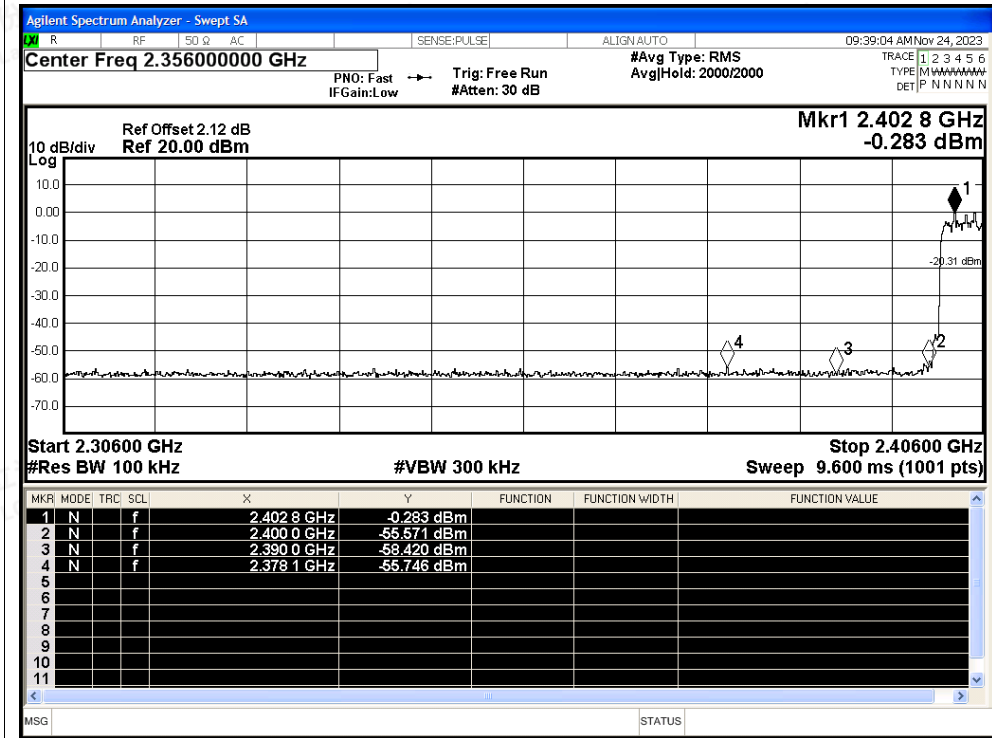 Agilent Spectrum Analyzer - Swept SA
LXI R RF 50 Ω AC SENSE:PULSE ALIGN AUTO 09:39:04 AM Nov 24, 2023
Center Freq 2.356000000 GHz
PNO: Fast Trig: Free Run #Avg Type: RMS TRACE 1 2 3 4 5 6
IFGain:Low #Atten: 30 dB Avg|Hold: 2000/2000 TYPE M
DET P N N N N N
Mkr1 2.402 8 GHz
-0.283 dBm
Ref Offset 2.12 dB
10 dB/div Ref 20.00 dBm
Log
10.0
0.00
-10.0
-20.0
-30.0
-40.0
-50.0
-60.0
-70.0
1
-20.31 dBm
4
3
2
Start 2.30600 GHz Stop 2.40600 GHz
#Res BW 100 kHz #VBW 300 kHz Sweep 9.600 ms (1001 pts)
MKR MODE TRC SCL X Y FUNCTION FUNCTION WIDTH FUNCTION VALUE
1 N f 2.402 8 GHz -0.283 dBm
2 N f 2.400 0 GHz -55.571 dBm
3 N f 2.390 0 GHz -58.420 dBm
4 N f 2.378 1 GHz -55.746 dBm
5
6
7
8
9
10
11
MSG STATUS